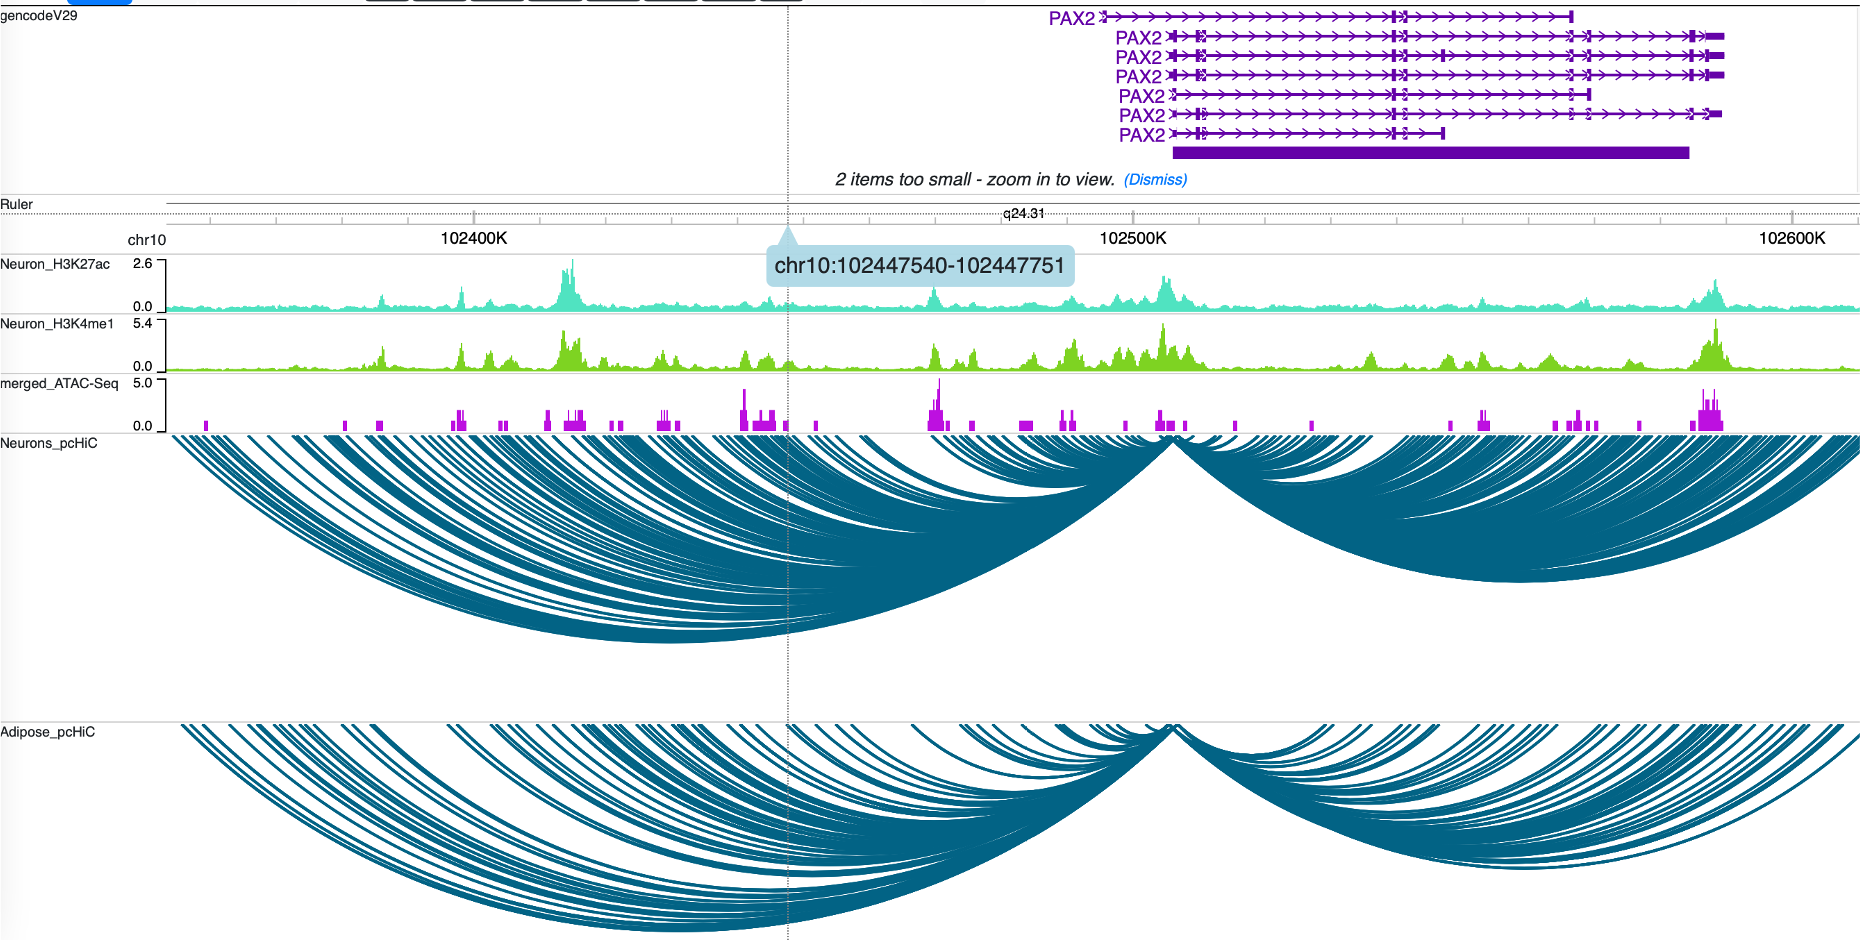 gencodeV29
PAX2
PAX2
PAX2
PAX2
PAX2
PAX2
PAX2
2 items too small - zoom in to view. (Dismiss)
Ruler
q24.31
chr10
102400K
102500K
102600K
chr10:102447540-102447751
Neuron_H3K27ac
2.6
0.0
Neuron_H3K4me1
5.4
0.0
merged_ATAC-Seq
5.0
0.0
Neurons_pcHiC
Adipose_pcHiC